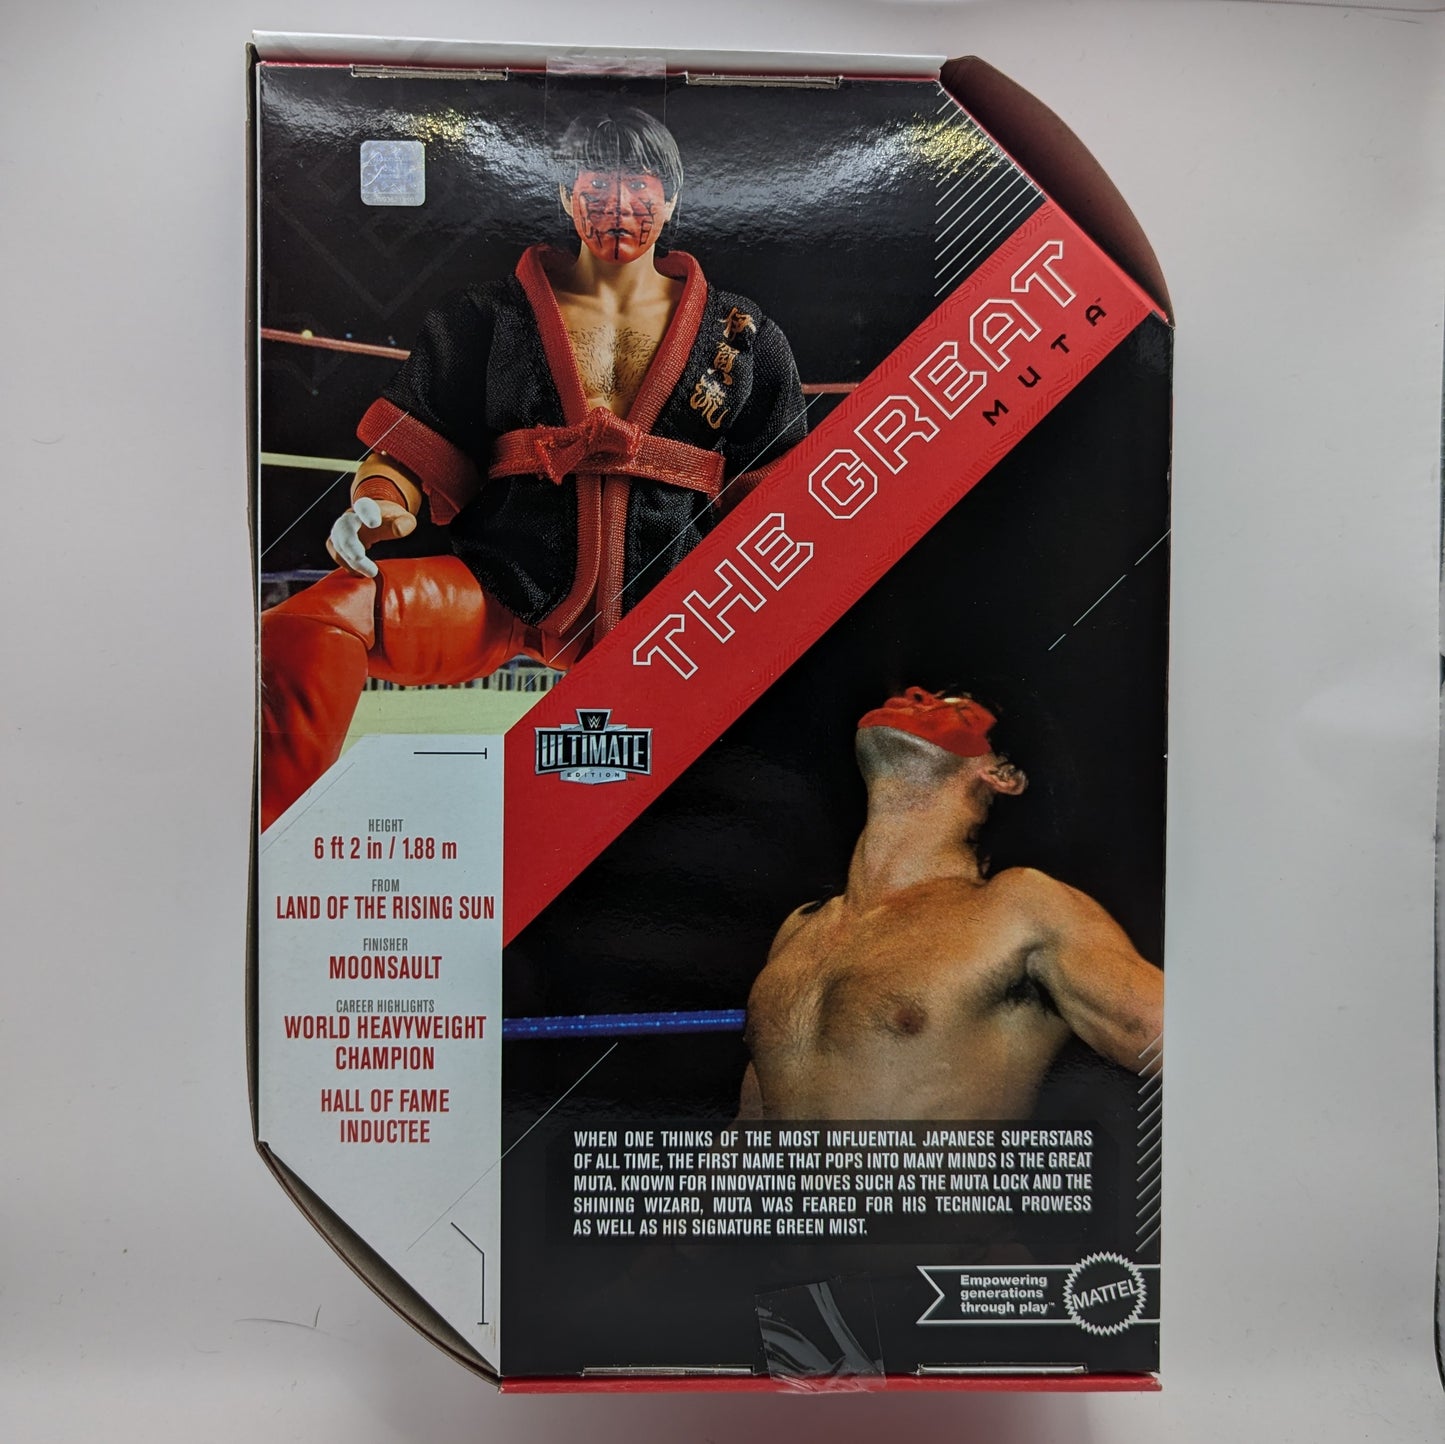 THE GREAT
MUTA™
W
ULTIMATE
EDITION
HEIGHT
6 ft 2 in / 1.88 m
FROM
LAND OF THE RISING SUN
FINISHER
MOONSAULT
CAREER HIGHLIGHTS
WORLD HEAVYWEIGHT
CHAMPION
HALL OF FAME
INDUCTEE
WHEN ONE THINKS OF THE MOST INFLUENTIAL JAPANESE SUPERSTARS
OF ALL TIME, THE FIRST NAME THAT POPS INTO MANY MINDS IS THE GREAT
MUTA. KNOWN FOR INNOVATING MOVES SUCH AS THE MUTA LOCK AND THE
SHINING WIZARD, MUTA WAS FEARED FOR HIS TECHNICAL PROWESS
AS WELL AS HIS SIGNATURE GREEN MIST.
Empowering
generations
through play™
MATTEL